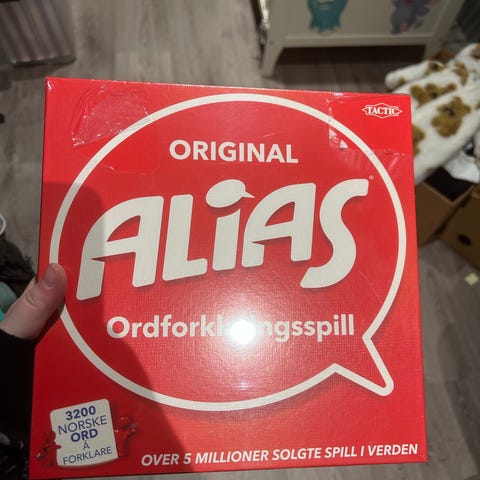 TACTIC
ORIGINAL
ALiAS
Ordforklaringsspill
3200
NORSKE
ORD
Å
FORKLARE
OVER 5 MILLIONER SOLGTE SPILL I VERDEN